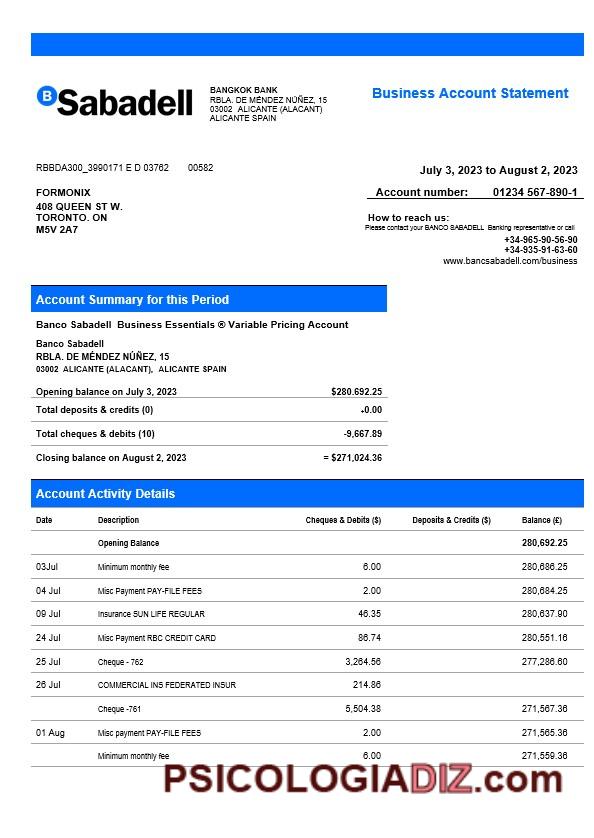 B Sabadell
BANGKOK BANK
RBLA. DE MÉNDEZ NÚÑEZ, 15
03002 ALICANTE (ALACANT)
ALICANTE SPAIN
Business Account Statement
RBBDA300_3990171 E D 03762 00582
July 3, 2023 to August 2, 2023
Account number: 01234 567-890-1
FORMONIX
408 QUEEN ST W.
TORONTO. ON
M5V 2A7
How to reach us:
Please contact your BANCO SABADELL Banking representative or call
+34-965-90-56-90
+34-935-91-63-60
www.bancsabadell.com/business
Account Summary for this Period
Banco Sabadell Business Essentials ® Variable Pricing Account
Banco Sabadell
RBLA. DE MÉNDEZ NÚÑEZ, 15
03002 ALICANTE (ALACANT), ALICANTE SPAIN
Opening balance on July 3, 2023 $280.692.25
Total deposits & credits (0) +0.00
Total cheques & debits (10) -9,667.89
Closing balance on August 2, 2023 = $271,024.36
Account Activity Details
Date Description Cheques & Debits ($) Deposits & Credits ($) Balance (£)
Opening Balance 280,692.25
03Jul Minimum monthly fee 6.00 280,686.25
04 Jul Misc Payment PAY-FILE FEES 2.00 280,684.25
09 Jul Insurance SUN LIFE REGULAR 46.35 280,637.90
24 Jul Misc Payment RBC CREDIT CARD 86.74 280,551.16
25 Jul Cheque - 762 3,264.56 277,286.60
26 Jul COMMERCIAL INS FEDERATED INSUR 214.86
Cheque -761 5,504.38 271,567.36
01 Aug Misc payment PAY-FILE FEES 2.00 271,565.36
Minimum monthly fee 6.00 271,559.36
PSICOLOGIADIZ.com